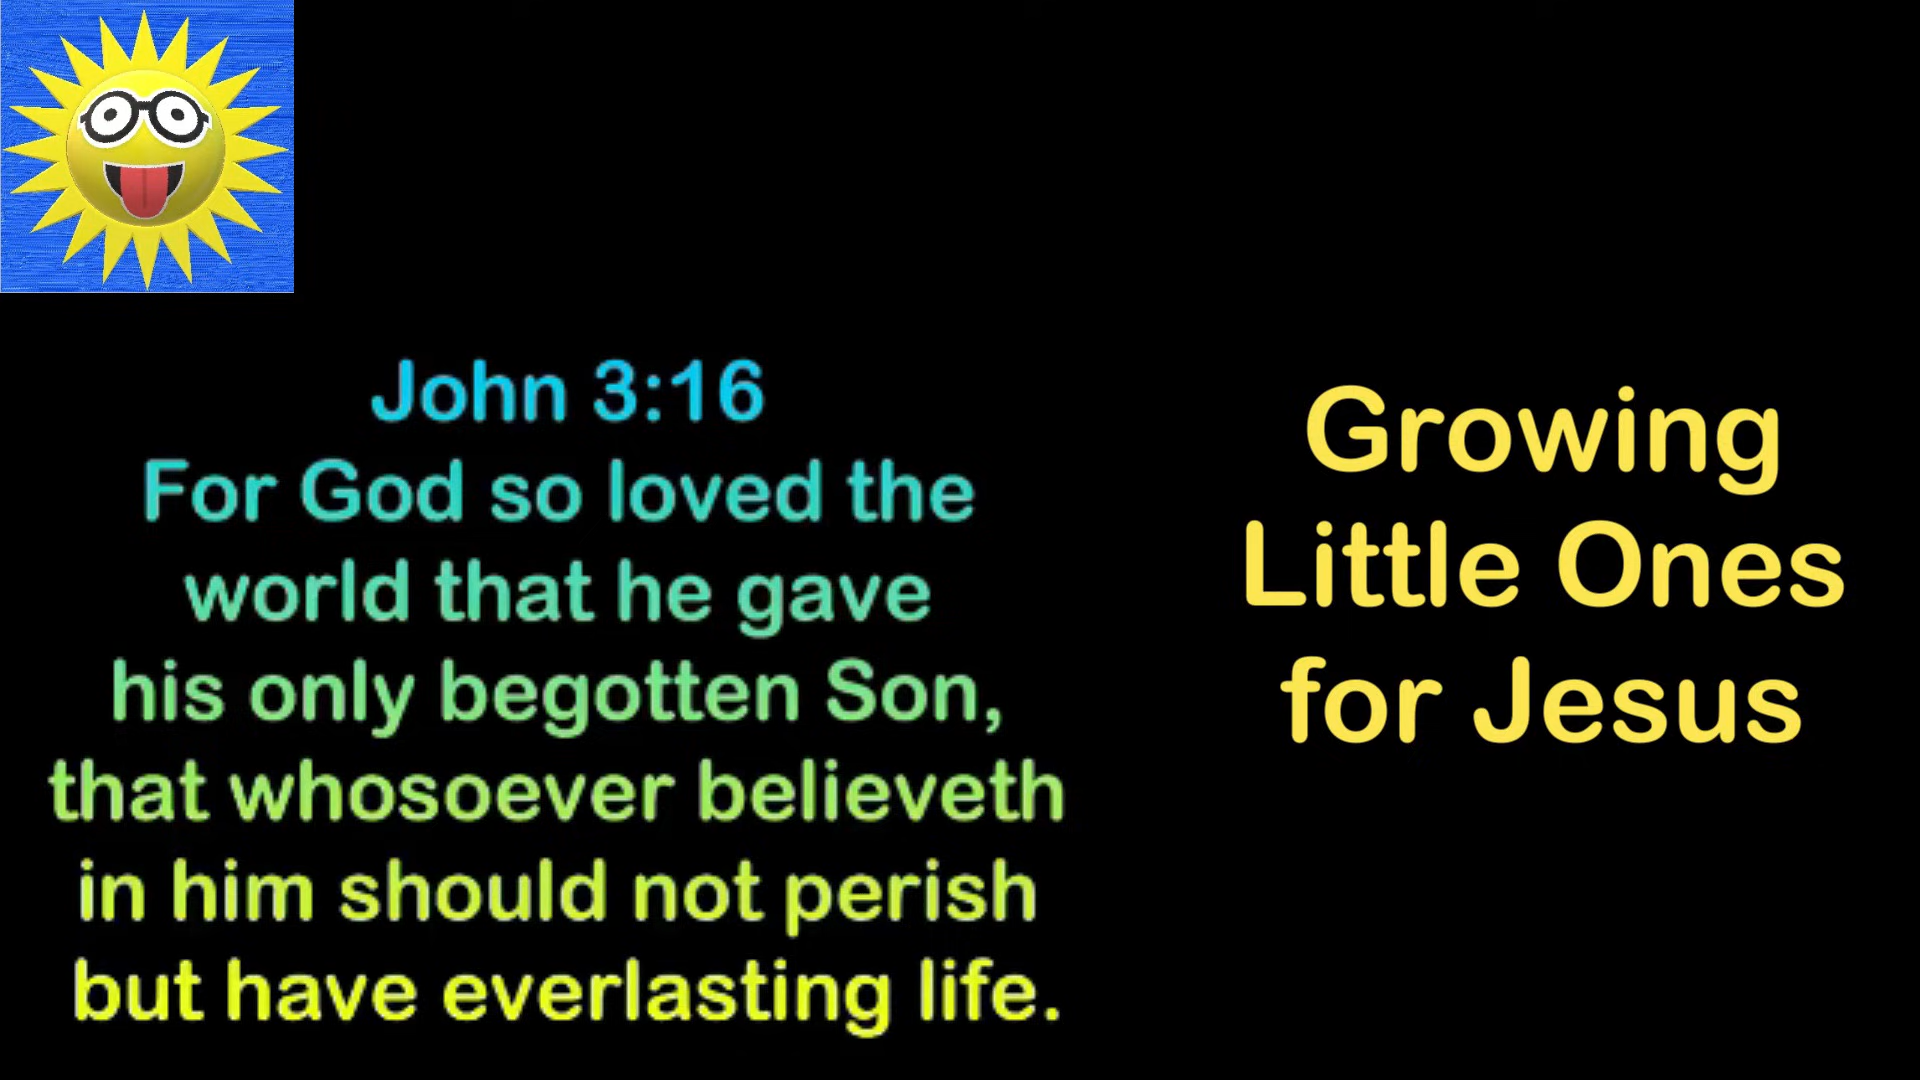 John 3:16
For God so loved the
world that he gave
his only begotten Son,
that whosoever believeth
in him should not perish
but have everlasting life.
Growing
Little Ones
for Jesus